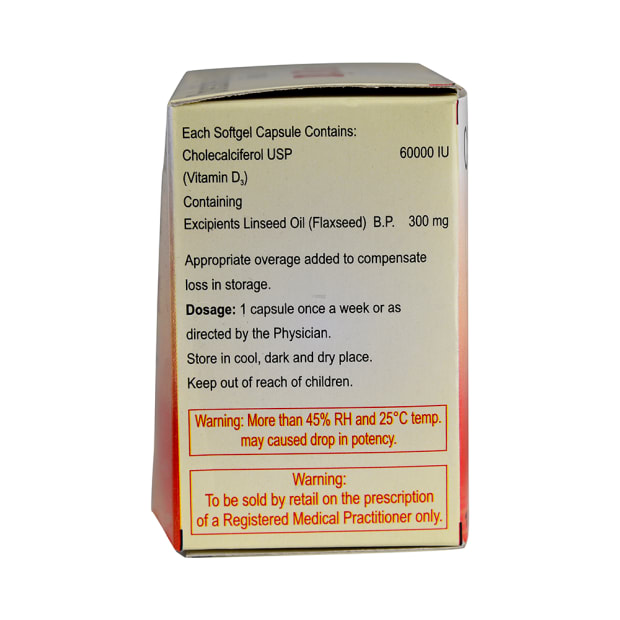 Each Softgel Capsule Contains:
Cholecalciferol USP 60000 IU
(Vitamin D₃)
Containing
Excipients Linseed Oil (Flaxseed) B.P. 300 mg
Appropriate overage added to compensate
loss in storage.
Dosage: 1 capsule once a week or as
directed by the Physician.
Store in cool, dark and dry place.
Keep out of reach of children.
Warning: More than 45% RH and 25°C temp.
may caused drop in potency.
Warning:
To be sold by retail on the prescription
of a Registered Medical Practitioner only.